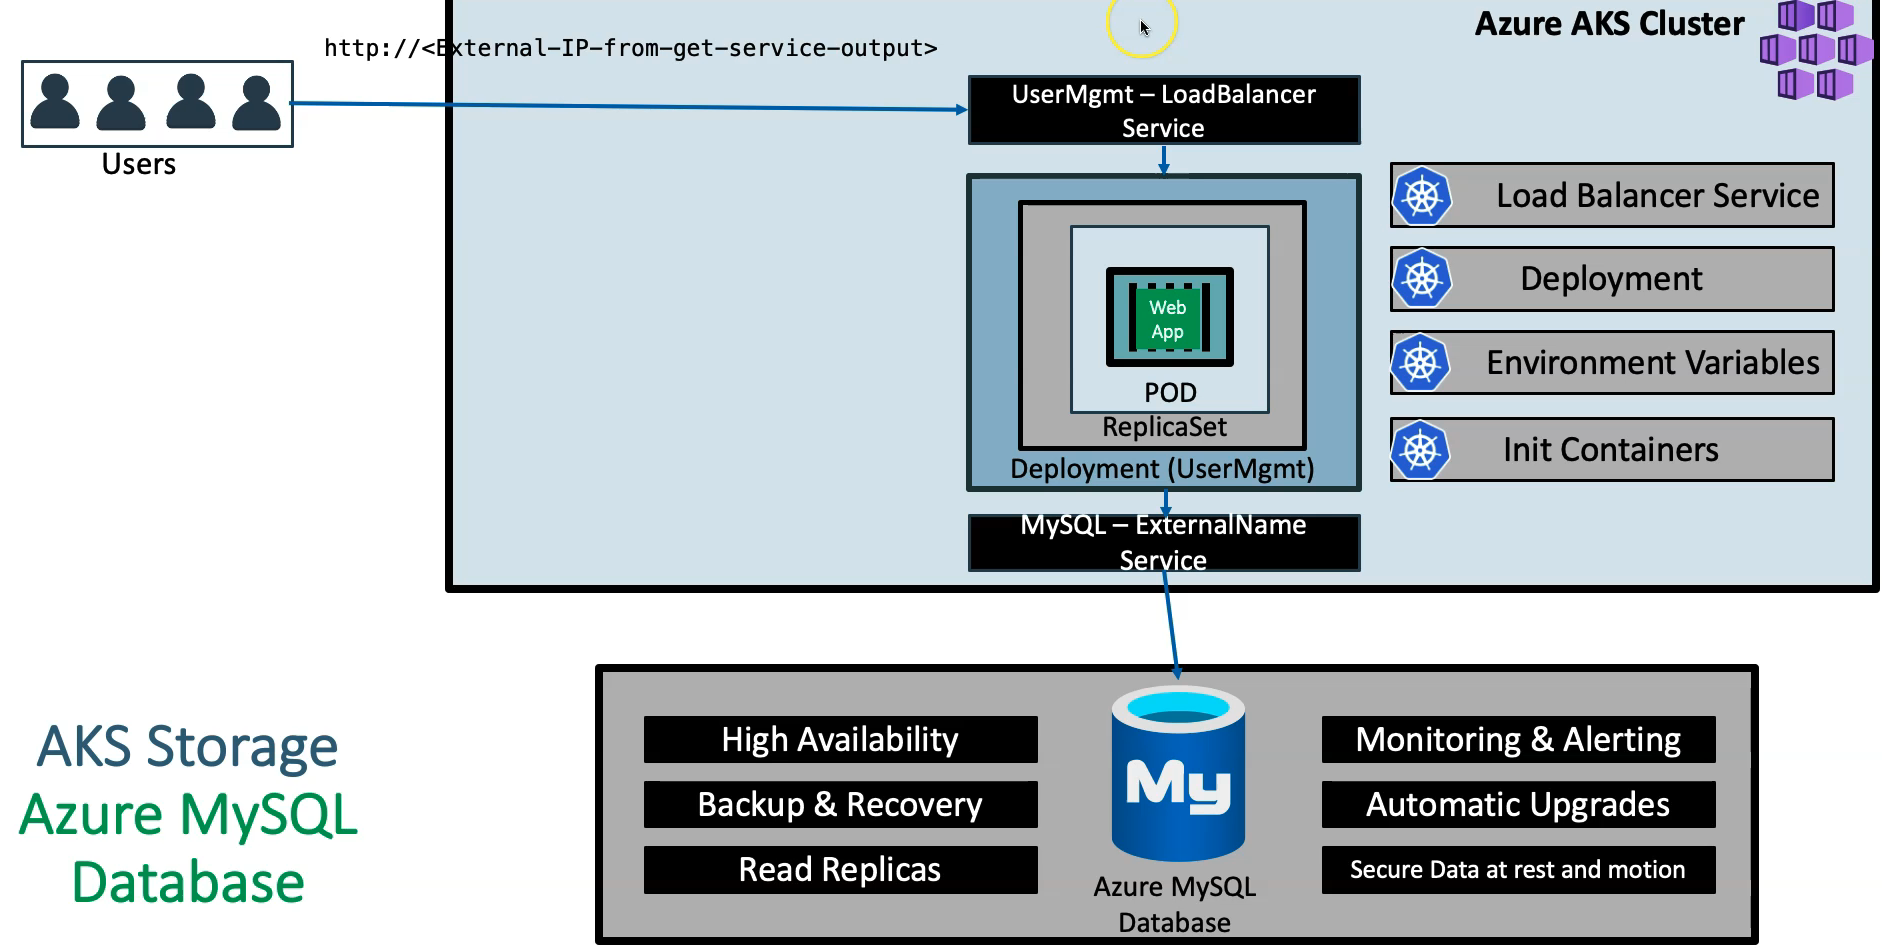 Azure AKS Cluster
http://<External-IP-from-get-service-output>
Users
UserMgmt – LoadBalancer
Service
Web
App
POD
ReplicaSet
Deployment (UserMgmt)
MySQL – ExternalName
Service
Load Balancer Service
Deployment
Environment Variables
Init Containers
AKS Storage
Azure MySQL
Database
High Availability
Backup & Recovery
Read Replicas
My
Azure MySQL
Database
Monitoring & Alerting
Automatic Upgrades
Secure Data at rest and motion